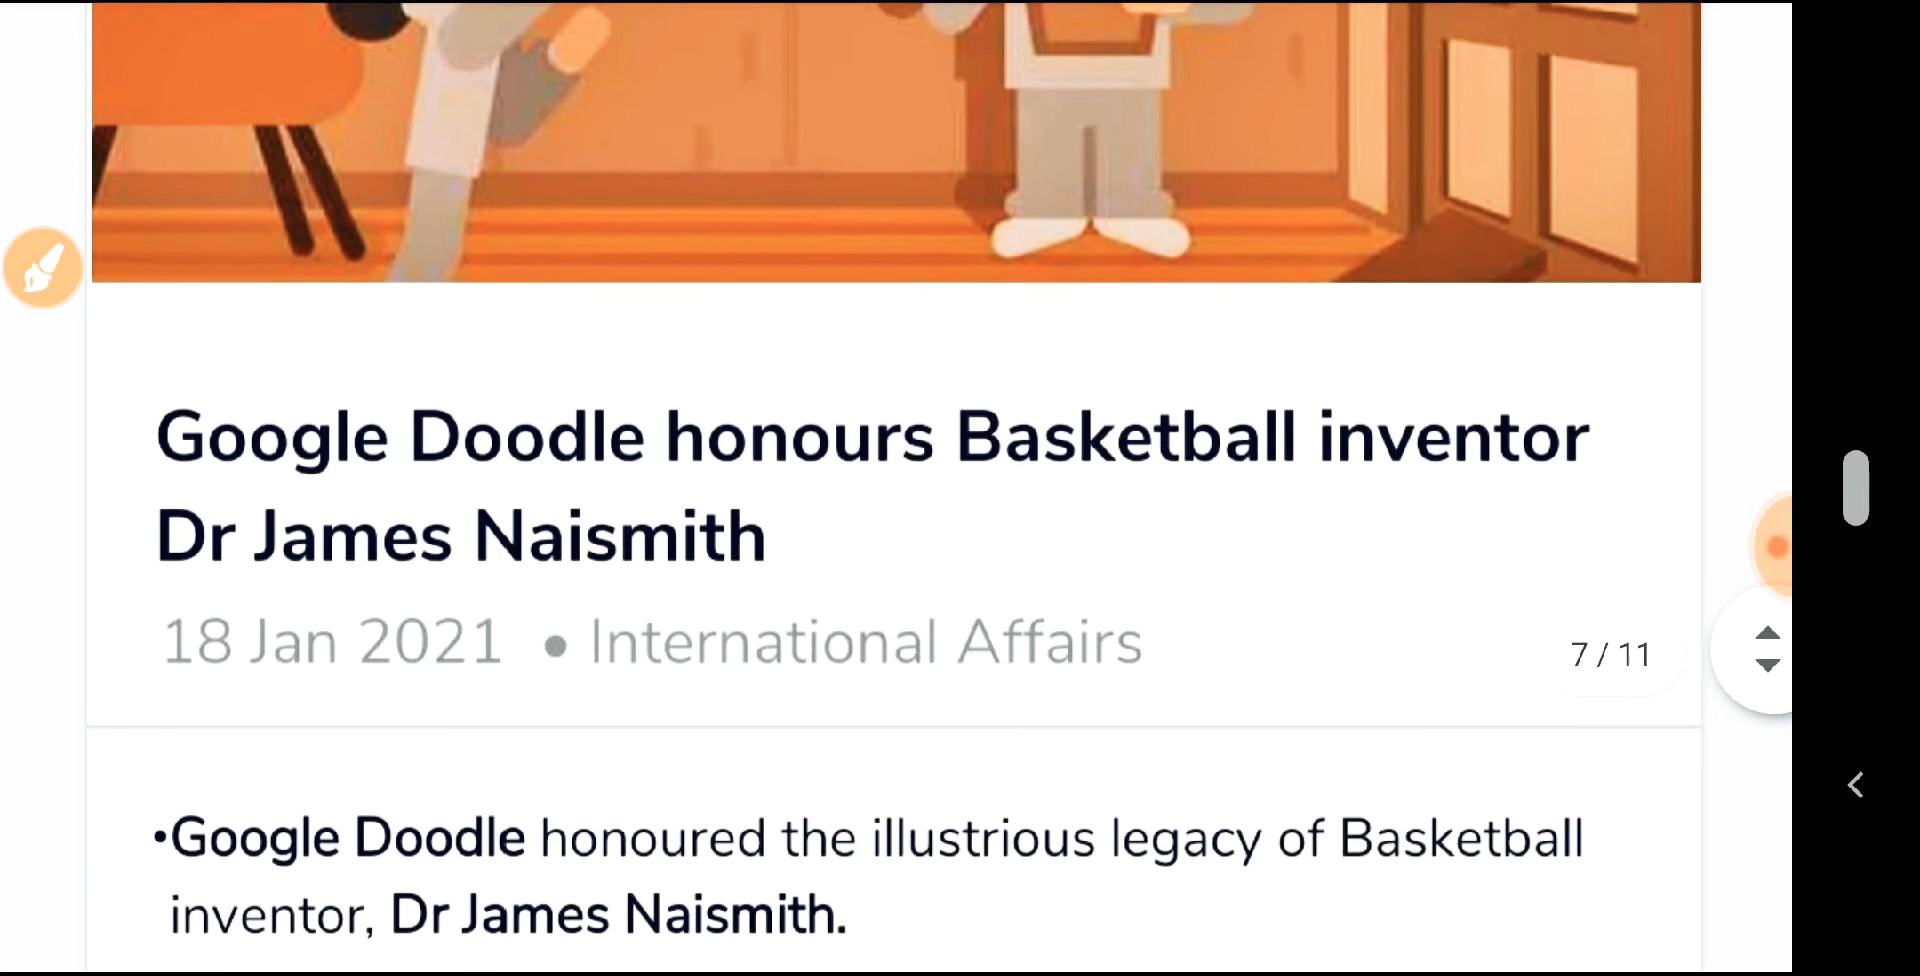 Google Doodle honours Basketball inventor
Dr James Naismith
18 Jan 2021 • International Affairs
7 / 11
•Google Doodle honoured the illustrious legacy of Basketball
inventor, Dr James Naismith.